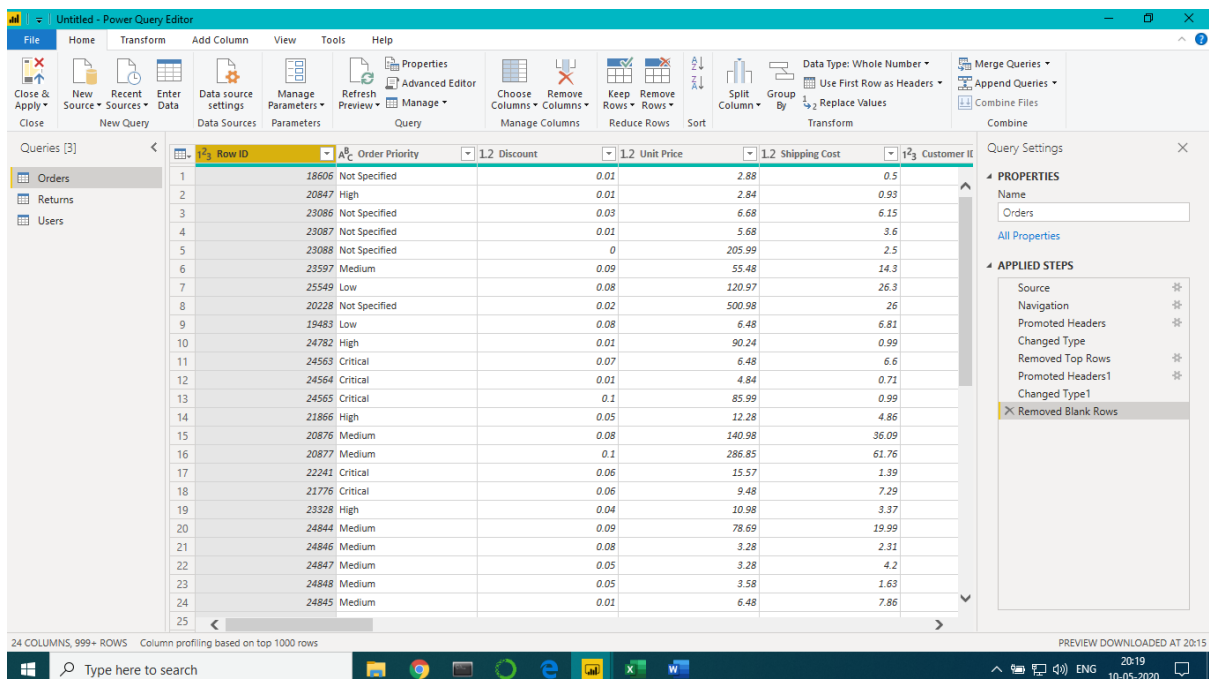 Untitled - Power Query Editor
File Home Transform Add Column View Tools Help
Close & Apply
New Source
Recent Sources
Enter Data
Data source settings
Manage Parameters
Refresh Preview
Properties
Advanced Editor
Manage
Choose Columns
Remove Columns
Keep Rows
Remove Rows
Split Column
Group By
Data Type: Whole Number
Use First Row as Headers
Replace Values
Merge Queries
Append Queries
Combine Files
Close New Query Data Sources Parameters Query Manage Columns Reduce Rows Sort Transform Combine
Queries [3]
Orders
Returns
Users
Row ID Order Priority 1.2 Discount 1.2 Unit Price 1.2 Shipping Cost Customer ID
1 18606 Not Specified 0.01 2.88 0.5
2 20847 High 0.01 2.84 0.93
3 23086 Not Specified 0.03 6.68 6.15
4 23087 Not Specified 0.01 5.68 3.6
5 23088 Not Specified 0 205.99 2.5
6 23597 Medium 0.09 55.48 14.3
7 25549 Low 0.08 120.97 26.3
8 20228 Not Specified 0.02 500.98 26
9 19483 Low 0.08 6.48 6.81
10 24782 High 0.01 90.24 0.99
11 24563 Critical 0.07 6.48 6.6
12 24564 Critical 0.01 4.84 0.71
13 24565 Critical 0.1 85.99 0.99
14 21866 High 0.05 12.28 4.86
15 20876 Medium 0.08 140.98 36.09
16 20877 Medium 0.1 286.85 61.76
17 22241 Critical 0.06 15.57 1.39
18 21776 Critical 0.06 9.48 7.29
19 23328 High 0.04 10.98 3.37
20 24844 Medium 0.09 78.69 19.99
21 24846 Medium 0.08 3.28 2.31
22 24847 Medium 0.05 3.28 4.2
23 24848 Medium 0.05 3.58 1.63
24 24845 Medium 0.01 6.48 7.86
25
Query Settings
PROPERTIES
Name
Orders
All Properties
APPLIED STEPS
Source
Navigation
Promoted Headers
Changed Type
Removed Top Rows
Promoted Headers1
Changed Type1
Removed Blank Rows
24 COLUMNS, 999+ ROWS Column profiling based on top 1000 rows
PREVIEW DOWNLOADED AT 20:15
Type here to search
ENG
20:19
10-05-2020